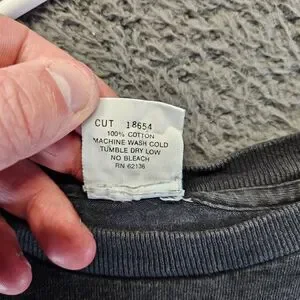 CUT 18654
100% COTTON
MACHINE WASH COLD
TUMBLE DRY LOW
NO BLEACH
RN 62136